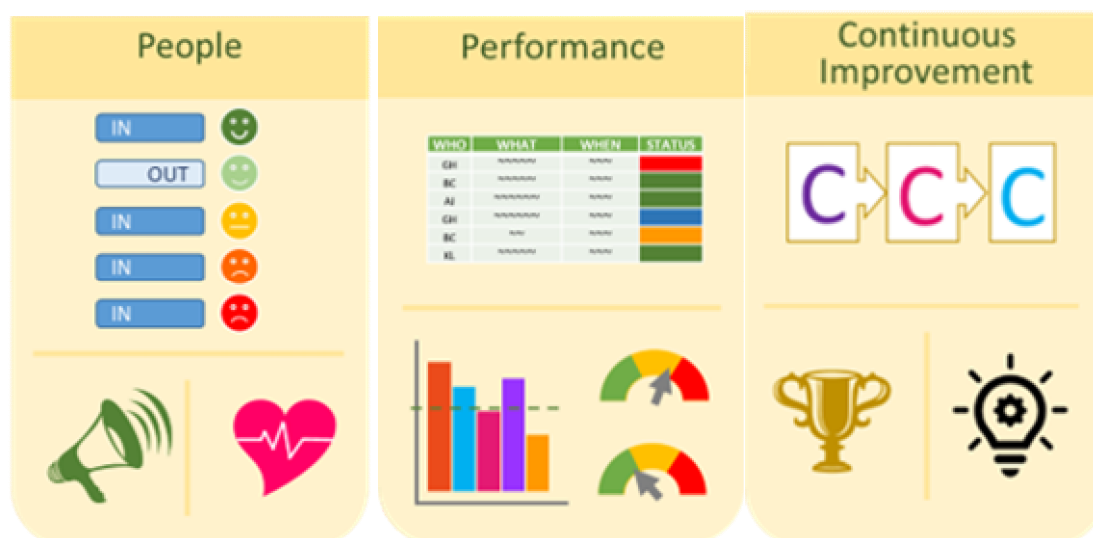 People
IN
OUT
IN
IN
IN
Performance
WHO WHAT WHEN STATUS
GH
BC
AJ
GH
BC
KL
Continuous
Improvement
C C C